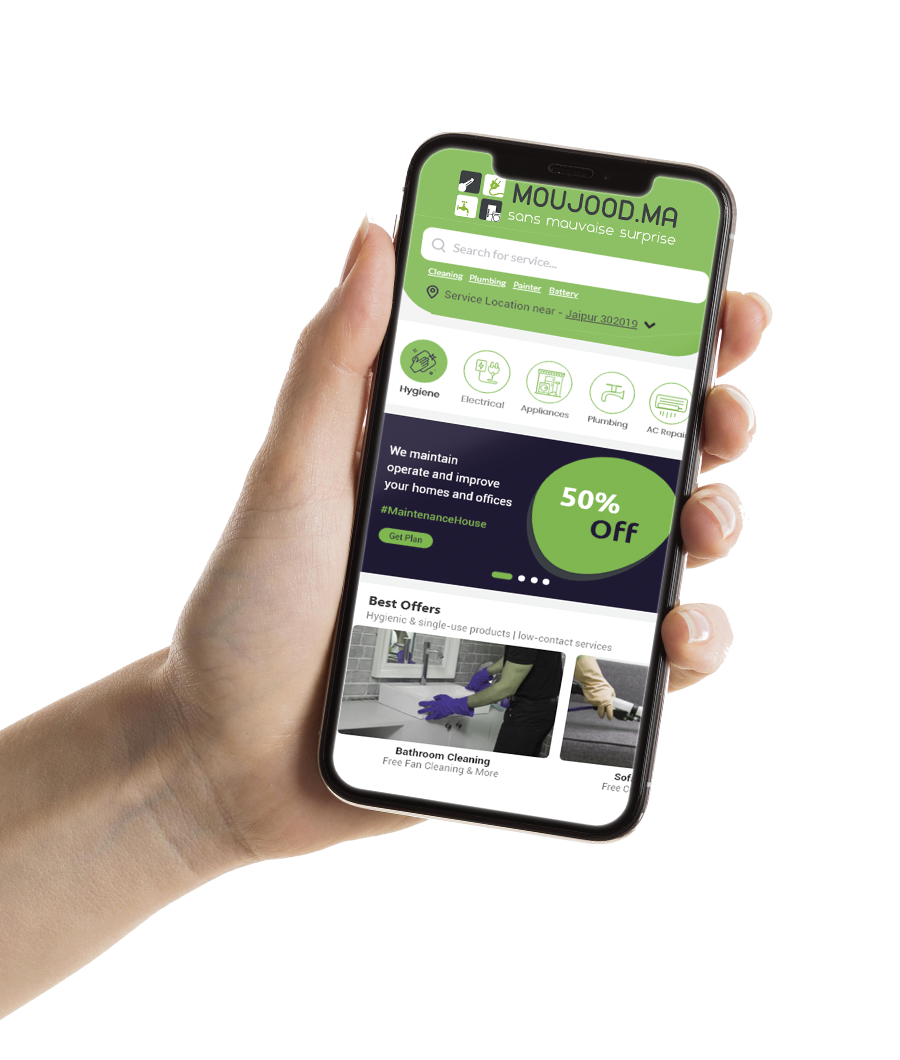 MOUJOOD.MA
sans mauvaise surprise
Search for service...
Cleaning Plumbing Painter Battery
Service Location near - Jaipur 302019
Hygiene Electrical Appliances Plumbing AC Repair
We maintain
operate and improve
your homes and offices
#MaintenanceHouse
Get Plan
50%
Off
Best Offers
Hygienic & single-use products | low-contact services
Bathroom Cleaning
Free Fan Cleaning & More
Sof
Free C